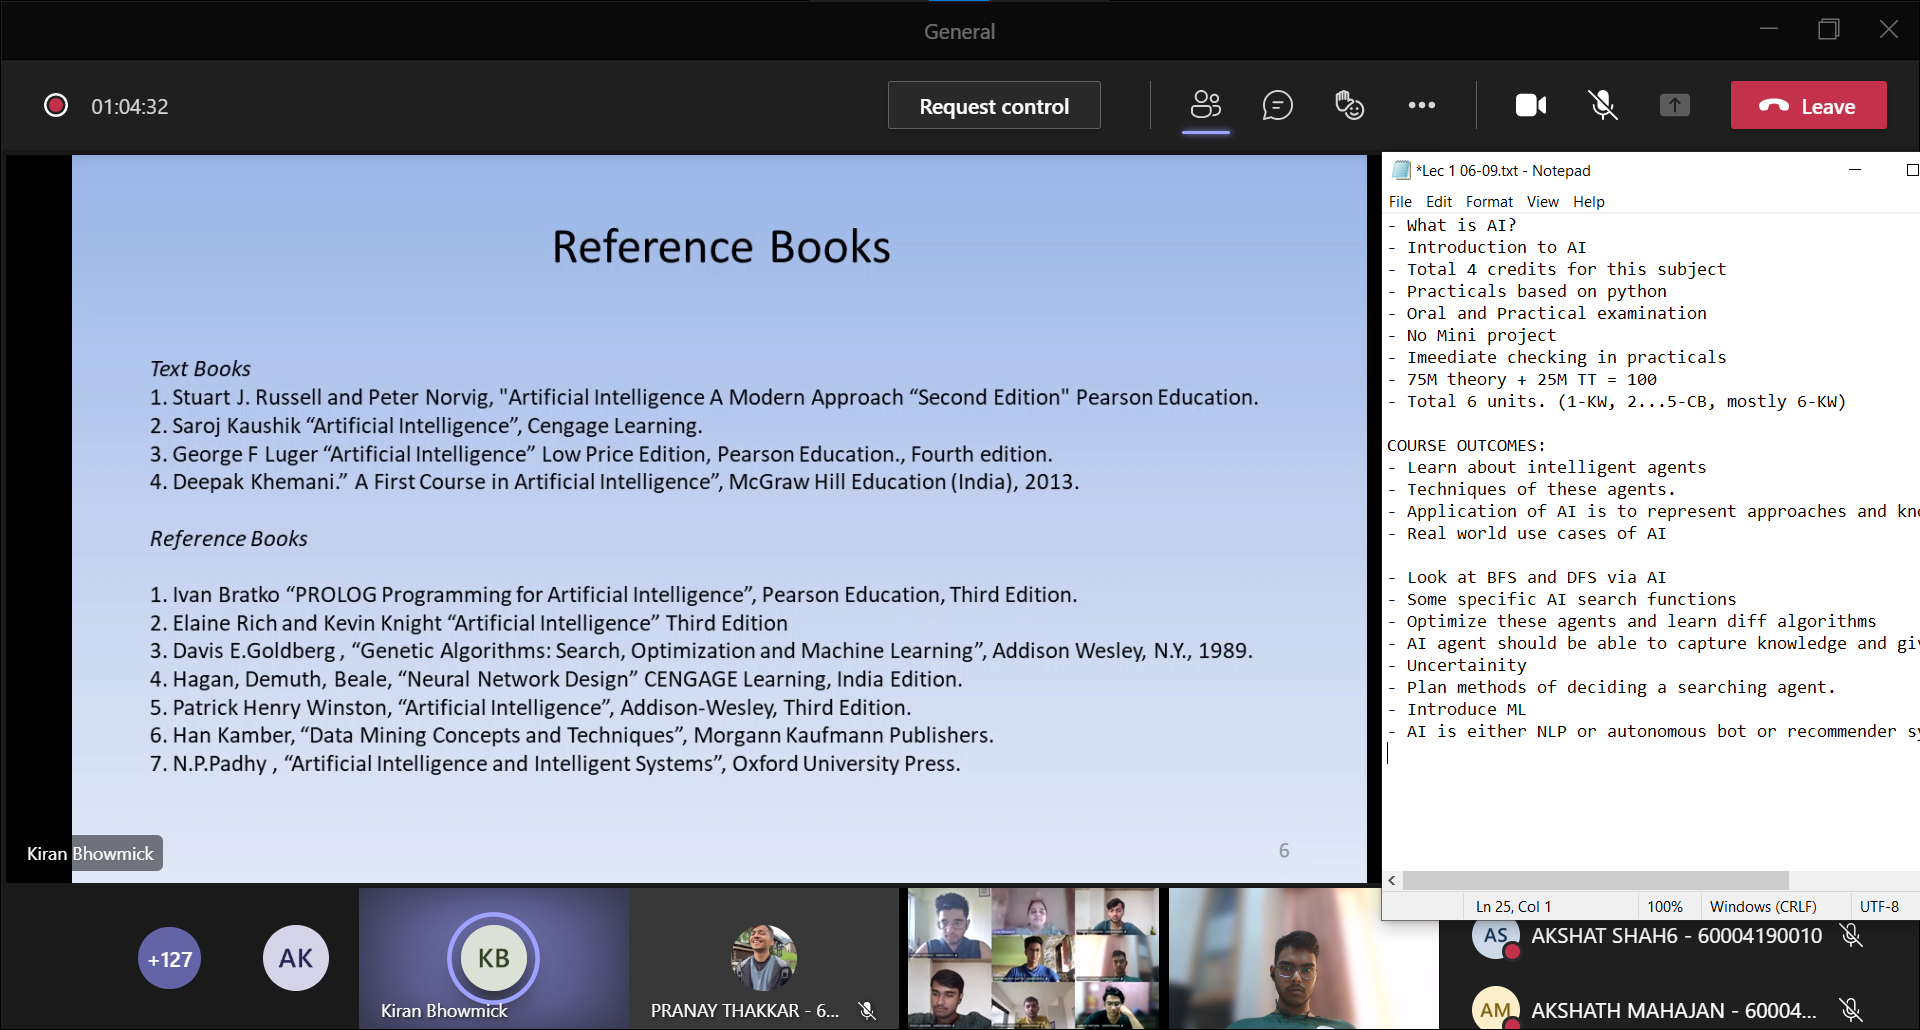 General
01:04:32
Request control
Leave
Reference Books
Text Books
1. Stuart J. Russell and Peter Norvig, "Artificial Intelligence A Modern Approach “Second Edition" Pearson Education.
2. Saroj Kaushik “Artificial Intelligence”, Cengage Learning.
3. George F Luger “Artificial Intelligence” Low Price Edition, Pearson Education., Fourth edition.
4. Deepak Khemani.” A First Course in Artificial Intelligence”, McGraw Hill Education (India), 2013.
Reference Books
1. Ivan Bratko “PROLOG Programming for Artificial Intelligence”, Pearson Education, Third Edition.
2. Elaine Rich and Kevin Knight “Artificial Intelligence” Third Edition
3. Davis E.Goldberg , “Genetic Algorithms: Search, Optimization and Machine Learning”, Addison Wesley, N.Y., 1989.
4. Hagan, Demuth, Beale, “Neural Network Design” CENGAGE Learning, India Edition.
5. Patrick Henry Winston, “Artificial Intelligence”, Addison-Wesley, Third Edition.
6. Han Kamber, “Data Mining Concepts and Techniques”, Morgann Kaufmann Publishers.
7. N.P.Padhy , “Artificial Intelligence and Intelligent Systems”, Oxford University Press.
6
Kiran Bhowmick
*Lec 1 06-09.txt - Notepad
File Edit Format View Help
- What is AI?
- Introduction to AI
- Total 4 credits for this subject
- Practicals based on python
- Oral and Practical examination
- No Mini project
- Imeediate checking in practicals
- 75M theory + 25M TT = 100
- Total 6 units. (1-KW, 2...5-CB, mostly 6-KW)
COURSE OUTCOMES:
- Learn about intelligent agents
- Techniques of these agents.
- Application of AI is to represent approaches and kno
- Real world use cases of AI
- Look at BFS and DFS via AI
- Some specific AI search functions
- Optimize these agents and learn diff algorithms
- AI agent should be able to capture knowledge and gi
- Uncertainity
- Plan methods of deciding a searching agent.
- Introduce ML
- AI is either NLP or autonomous bot or recommender sy
Ln 25, Col 1
100%
Windows (CRLF)
UTF-8
+127
AK
KB
Kiran Bhowmick
PRANAY THAKKAR - 6...
AS
AKSHAT SHAH6 - 60004190010
AM
AKSHATH MAHAJAN - 60004...